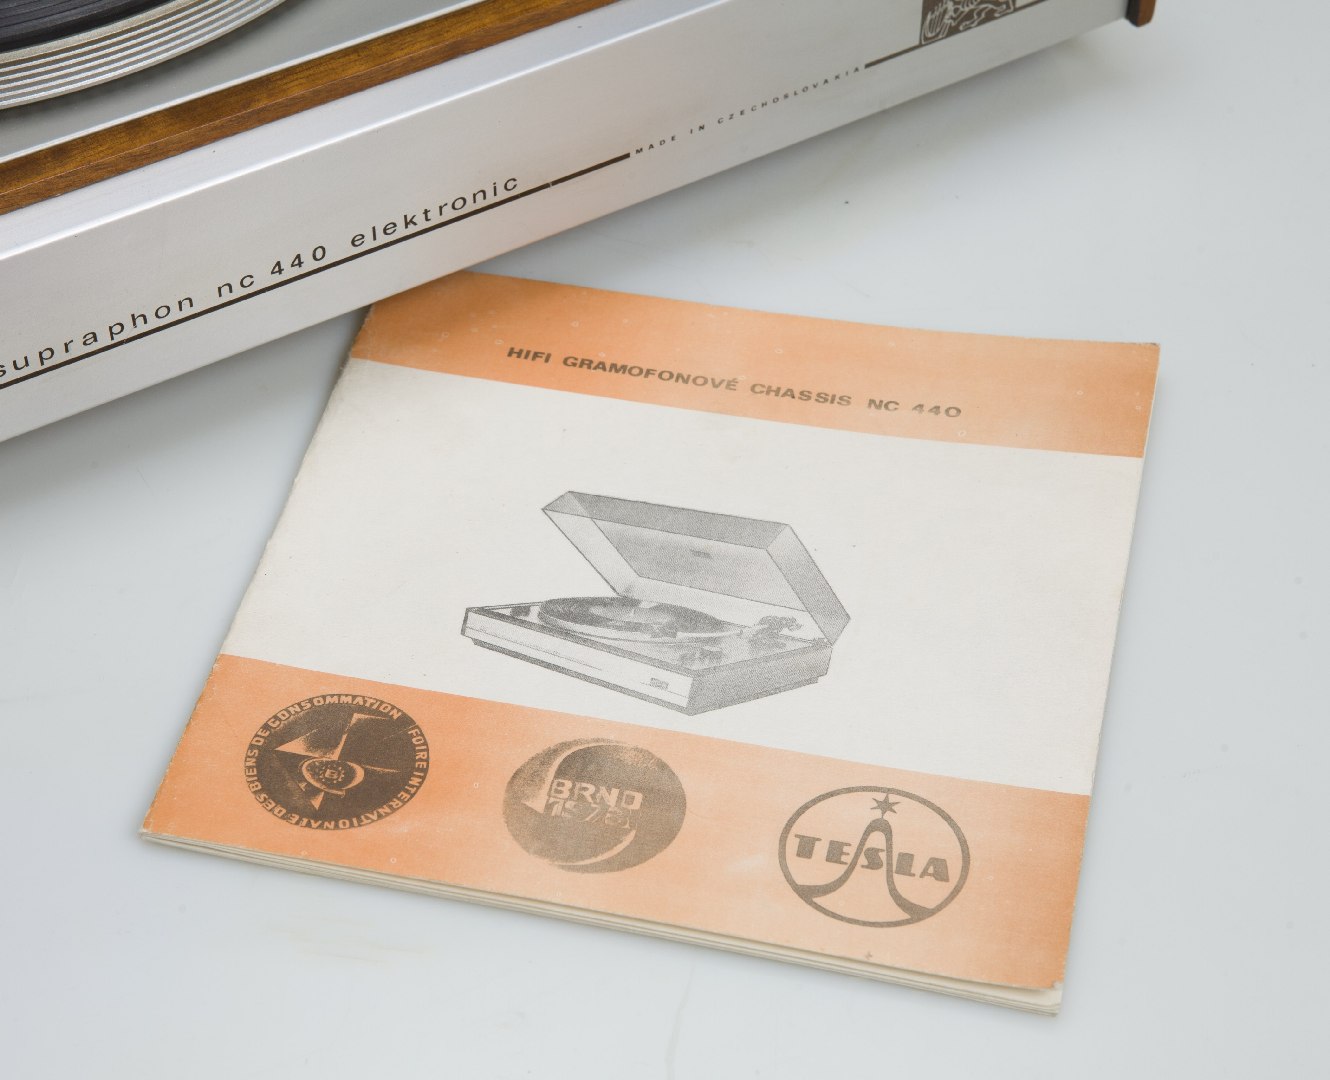 supraphon nc 440 elektronic
MADE IN CZECHOSLOVAKIA
HIFI GRAMOFONOVÉ CHASSIS NC 440
FOIRE INTERNATIONALE DES BIENS DE CONSOMMATION
BRNO
TESLA